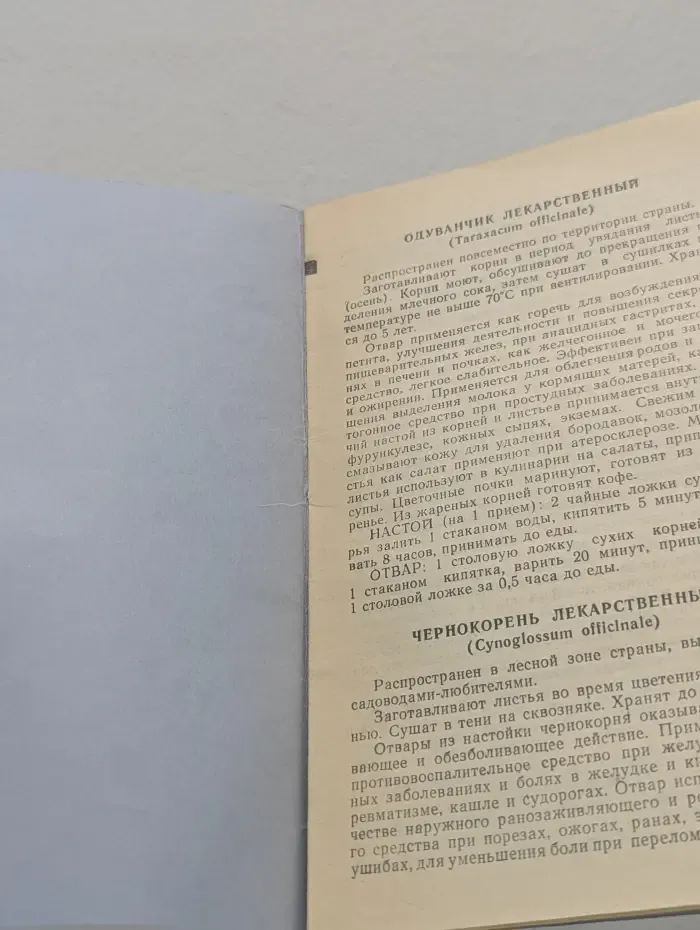 ОДУВАНЧИК ЛЕКАРСТВЕННЫЙ
(Taraxacum officinale)
Распространен повсеместно по территории страны.
Заготавливают корни в период увядания листь
(осень). Корни моют, обсушивают до прекращения
деления млечного сока, затем сушат в сушилках
температуре не выше 70°C при вентилировании. Хран
ся до 5 лет.
Отвар применяется как горечь для возбуждения
петита, улучшения деятельности и повышения секре
пищеварительных желез, при анацидных гастритах,
нях в печени и почках, как желчегонное и мочег
средство, легкое слабительное. Эффективен при за
и ожирении. Применяется для облегчения родов и
шения выделения молока у кормящих матерей, ка
тогонное средство при простудных заболеваниях.
чий настой из корней и листьев принимается внут
фурункулезе, кожных сыпях, экземах. Свежим
смазывают кожу для удаления бородавок, мозол
стья как салат применяют при атеросклерозе. М
листья используют в кулинарии на салаты, прип
супы. Цветочные почки маринуют, готовят из
ренье. Из жареных корней готовят кофе.
НАСТОЙ (на 1 прием): 2 чайные ложки су
рья залить 1 стаканом воды, кипятить 5 минут
вать 8 часов, принимать до еды.
ОТВАР: 1 столовую ложку сухих корней
1 стаканом кипятка, варить 20 минут, прин
1 столовой ложке за 0,5 часа до еды.
ЧЕРНОКОРЕНЬ ЛЕКАРСТВЕННЫ
(Cynoglossum officinale)
Распространен в лесной зоне страны, вы
садоводами-любителями.
Заготавливают листья во время цветения
нью. Сушат в тени на сквозняке. Хранят до
Отвары из настойки чернокорня оказыва
вающее и обезболивающее действие. Прим
противовоспалительное средство при желу
ных заболеваниях и болях в желудке и ки
ревматизме, кашле и судорогах. Отвар исп
честве наружного ранозаживляющего и ре
го средства при порезах, ожогах, ранах, з
ушибах, для уменьшения боли при перелом